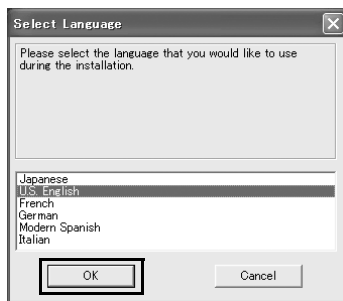 Select Language
Please select the language that you would like to use
during the installation.
Japanese
U.S. English
French
German
Modern Spanish
Italian
OK
Cancel